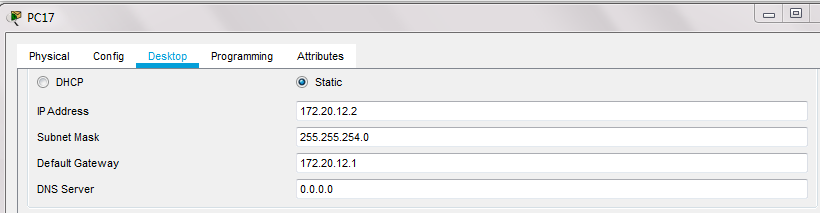 PC17
Physical Config Desktop Programming Attributes
DHCP Static
IP Address 172.20.12.2
Subnet Mask 255.255.254.0
Default Gateway 172.20.12.1
DNS Server 0.0.0.0